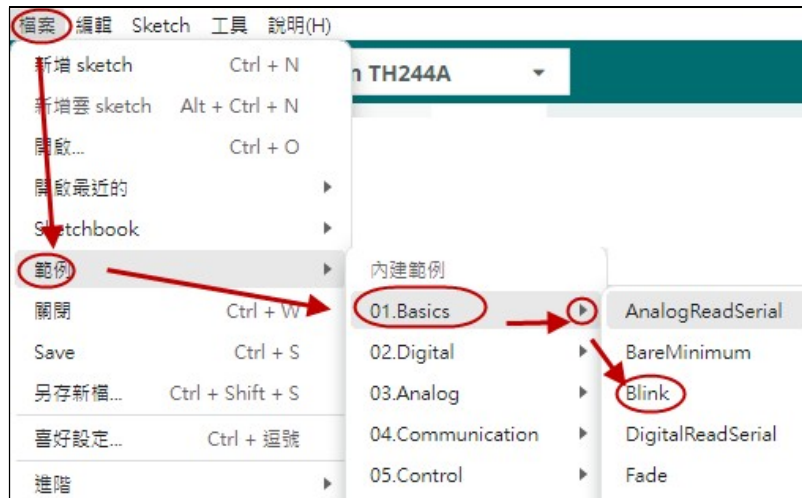 檔案 編輯 Sketch 工具 說明(H)
新增 sketch Ctrl + N
n TH244A
新增雲 sketch Alt + Ctrl + N
開啟... Ctrl + O
開啟最近的
Sketchbook
範例
內建範例
關閉 Ctrl + W
01.Basics
AnalogReadSerial
Save Ctrl + S
02.Digital
BareMinimum
另存新檔... Ctrl + Shift + S
03.Analog
Blink
喜好設定... Ctrl + 逗號
04.Communication
DigitalReadSerial
進階
05.Control
Fade